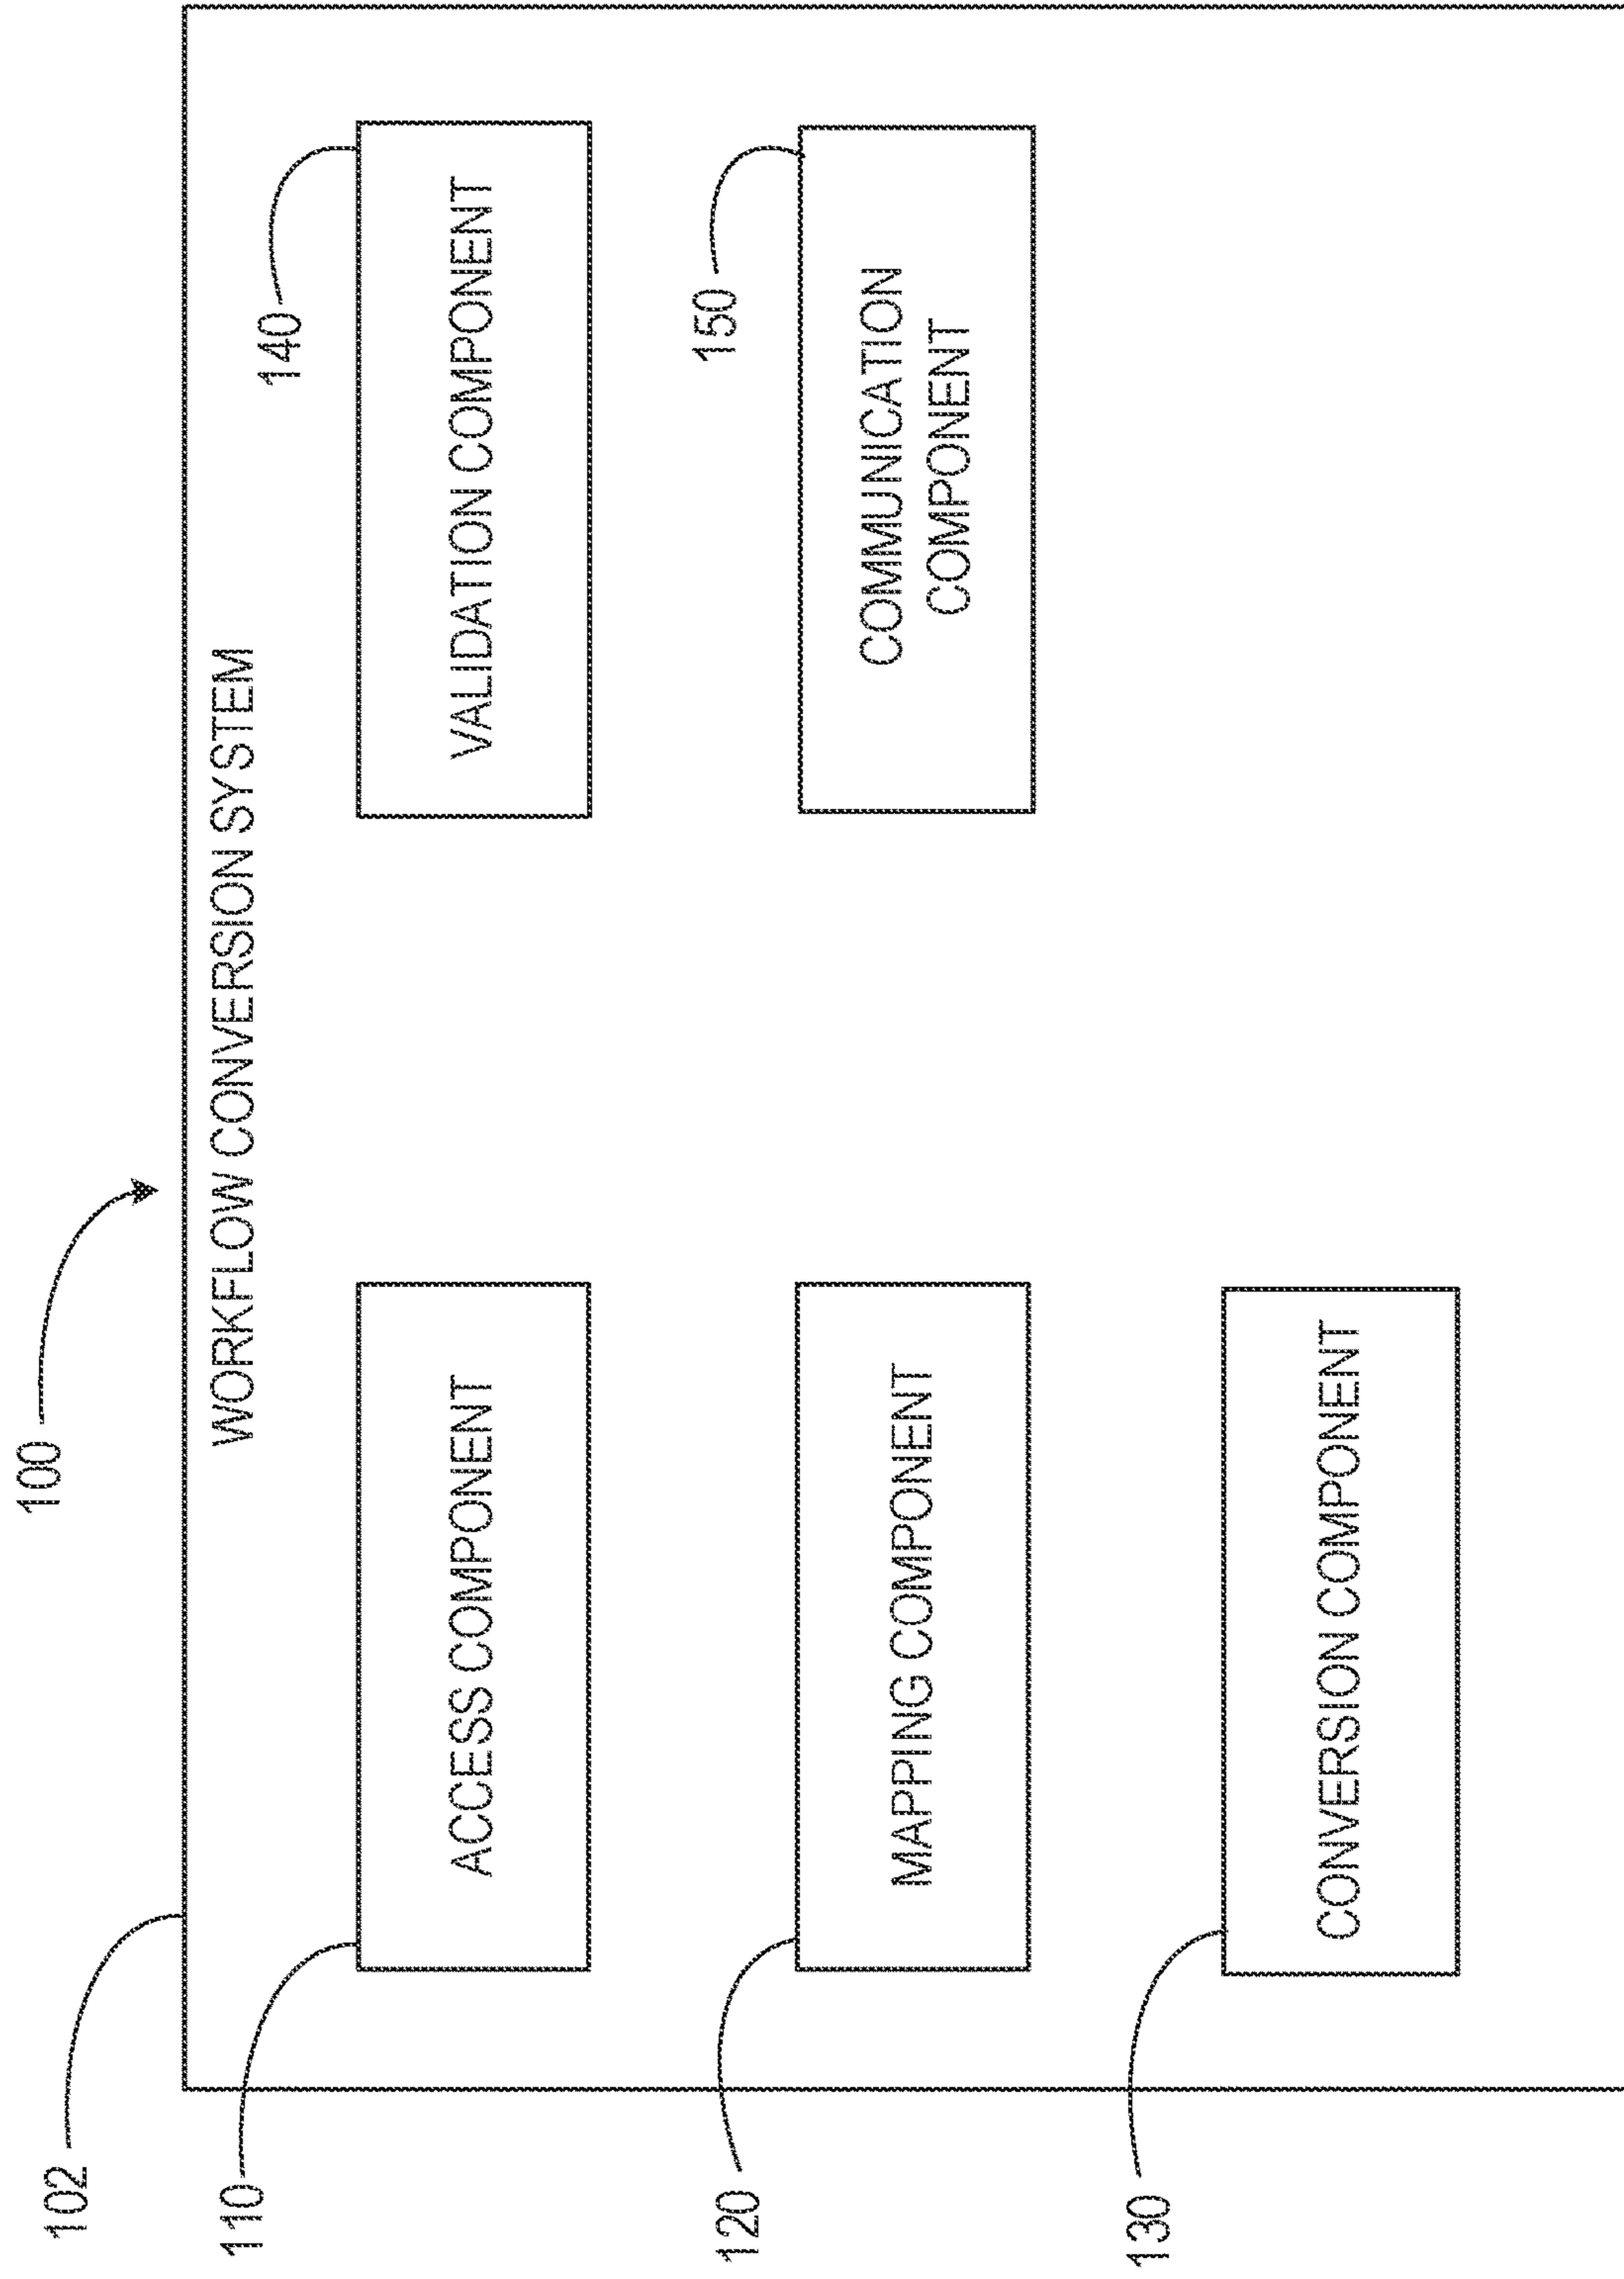 100
102
WORKFLOW CONVERSION SYSTEM
110
ACCESS COMPONENT
140
VALIDATION COMPONENT
120
MAPPING COMPONENT
150
COMMUNICATION
COMPONENT
130
CONVERSION COMPONENT